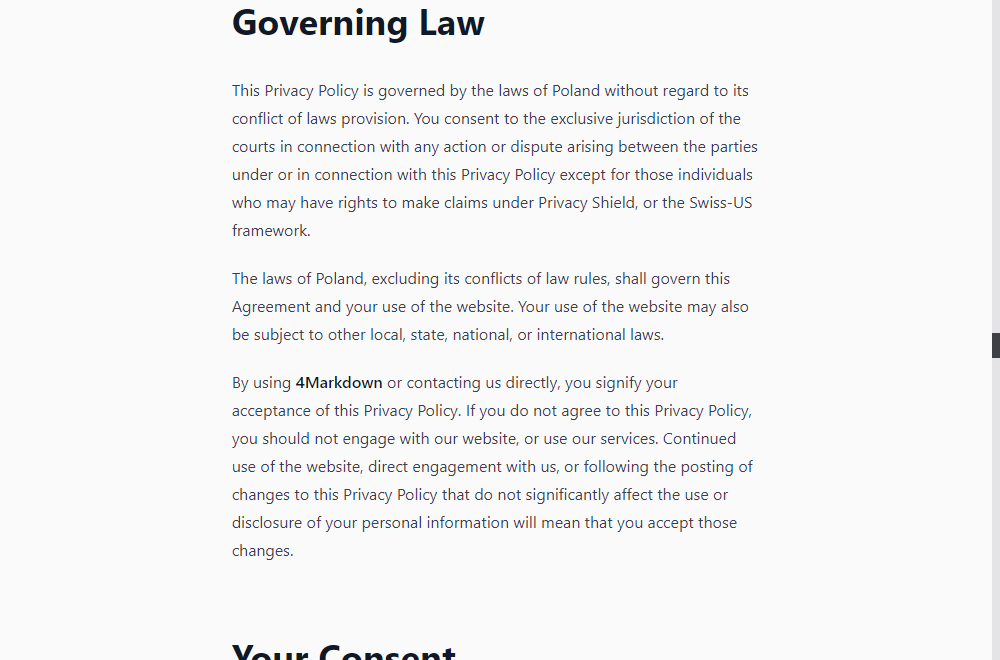 Governing Law
This Privacy Policy is governed by the laws of Poland without regard to its
conflict of laws provision. You consent to the exclusive jurisdiction of the
courts in connection with any action or dispute arising between the parties
under or in connection with this Privacy Policy except for those individuals
who may have rights to make claims under Privacy Shield, or the Swiss-US
framework.
The laws of Poland, excluding its conflicts of law rules, shall govern this
Agreement and your use of the website. Your use of the website may also
be subject to other local, state, national, or international laws.
By using 4Markdown or contacting us directly, you signify your
acceptance of this Privacy Policy. If you do not agree to this Privacy Policy,
you should not engage with our website, or use our services. Continued
use of the website, direct engagement with us, or following the posting of
changes to this Privacy Policy that do not significantly affect the use or
disclosure of your personal information will mean that you accept those
changes.
Your Consent